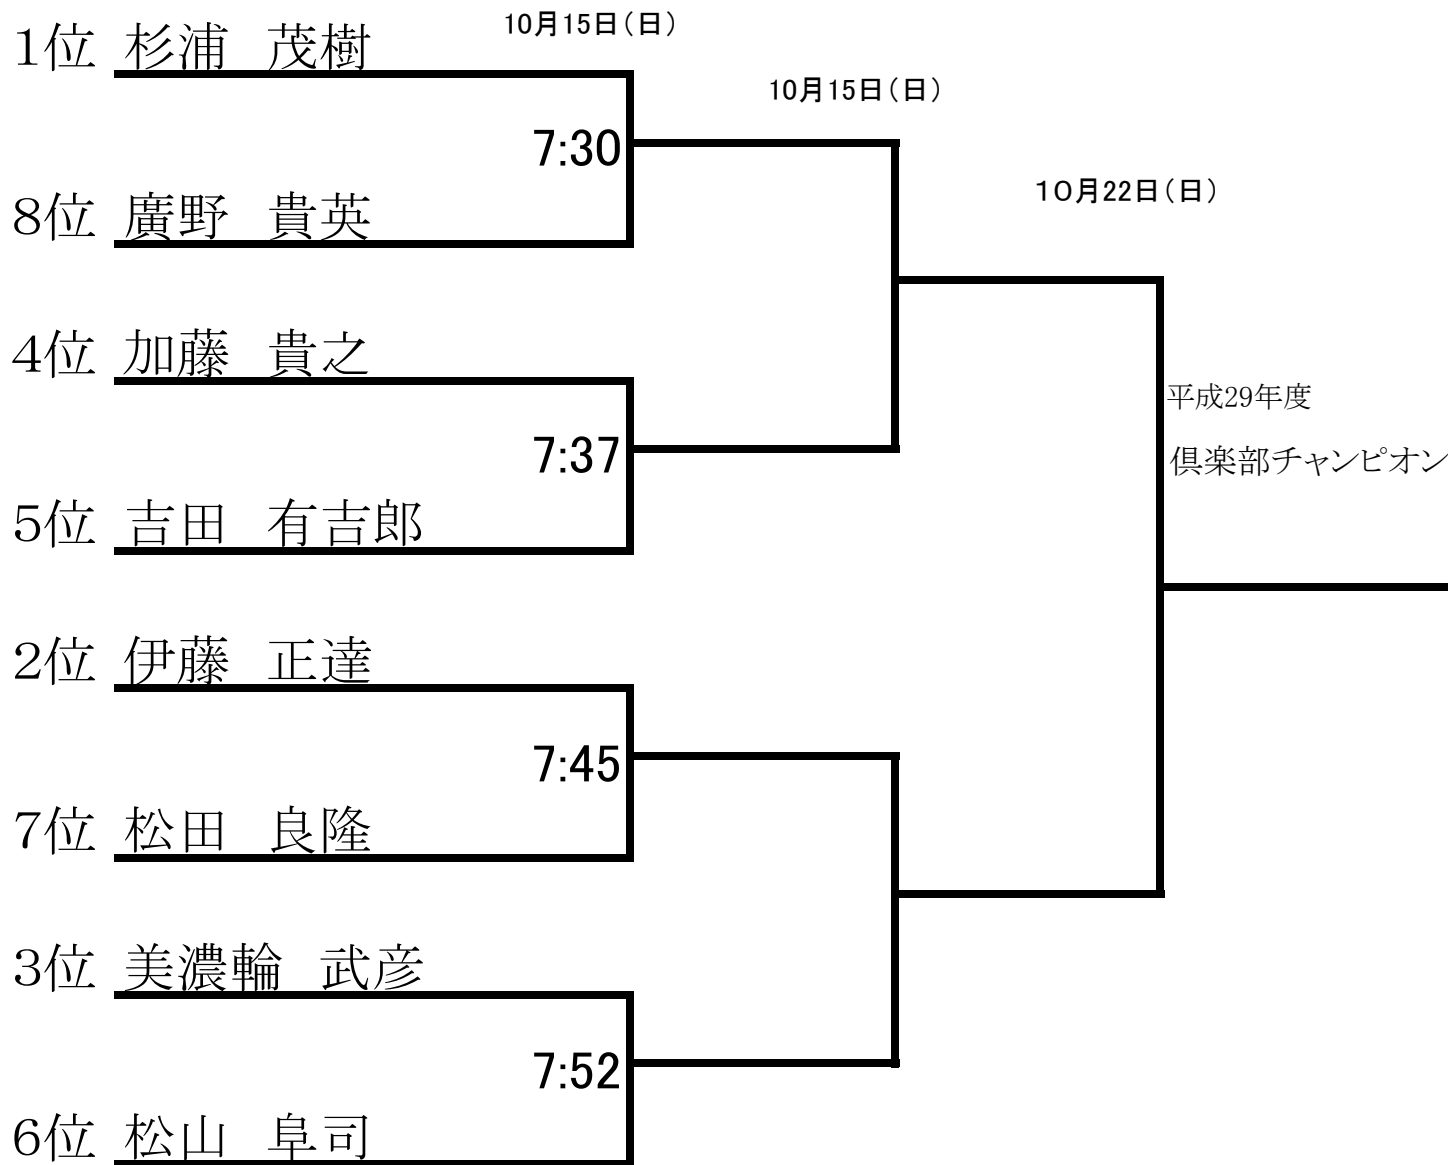 10月15日（日）
1位 杉浦　茂樹
10月15日（日）
7:30
１０月22日（日）
8位 廣野　貴英
4位 加藤　貴之
平成29年度
7:37
倶楽部チャンピオン
5位 吉田　有吉郎
2位 伊藤　正達
7:45
7位 松田　良隆
3位 美濃輪　武彦
7:52
6位 松山　阜司